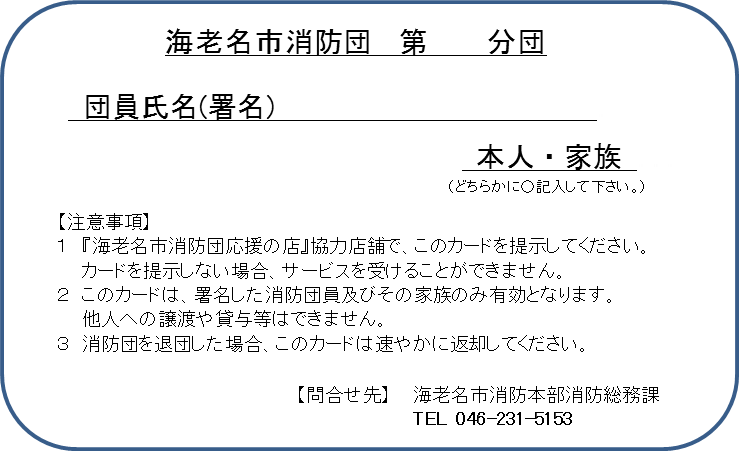 海老名市消防団　第　　分団
団員氏名(署名)
本人・家族
（どちらかに○記入して下さい。）
【注意事項】
１　『海老名市消防団応援の店』協力店舗で、このカードを提示してください。
カードを提示しない場合、サービスを受けることができません。
２　このカードは、署名した消防団員及びその家族のみ有効となります。
他人への譲渡や貸与等はできません。
３　消防団を退団した場合、このカードは速やかに返却してください。
【問合せ先】　海老名市消防本部消防総務課
TEL 046-231-5153